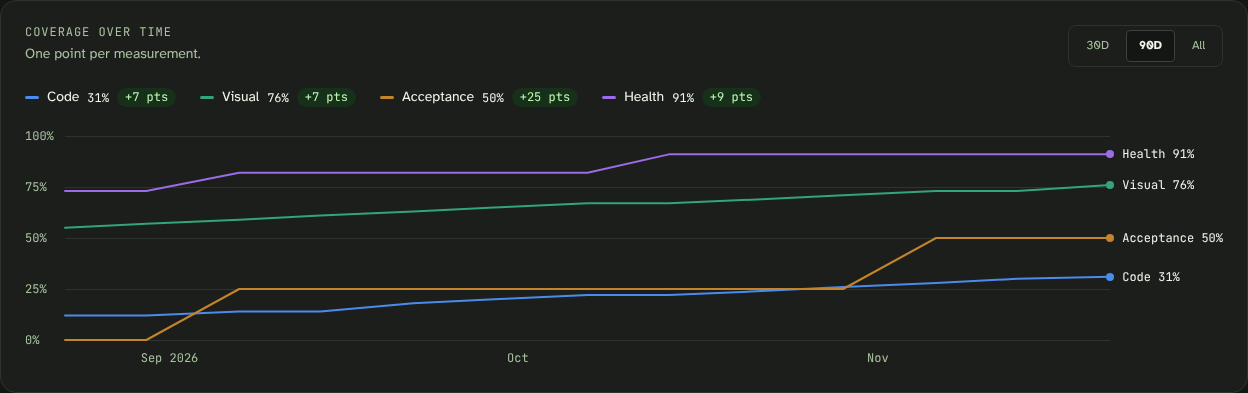 COVERAGE OVER TIME
One point per measurement.
30D 90D All
Code 31% +7 pts Visual 76% +7 pts Acceptance 50% +25 pts Health 91% +9 pts
100%
75%
50%
25%
0%
Health 91%
Visual 76%
Acceptance 50%
Code 31%
Sep 2026 Oct Nov